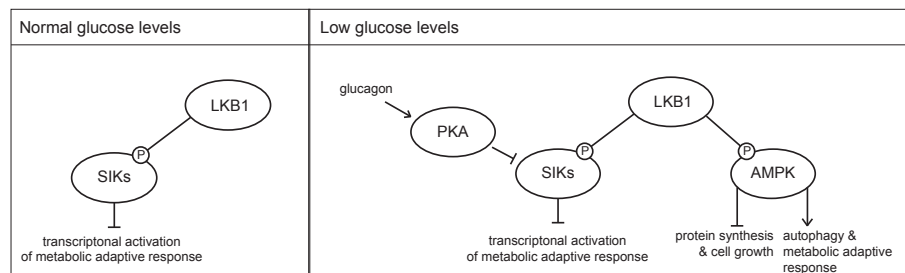 Normal glucose levels
LKB1
P
SIKs
transcriptonal activation
of metabolic adaptive response
Low glucose levels
glucagon
PKA
LKB1
P
SIKs
P
AMPK
transcriptonal activation
of metabolic adaptive response
protein synthesis
& cell growth
autophagy &
metabolic adaptive
response